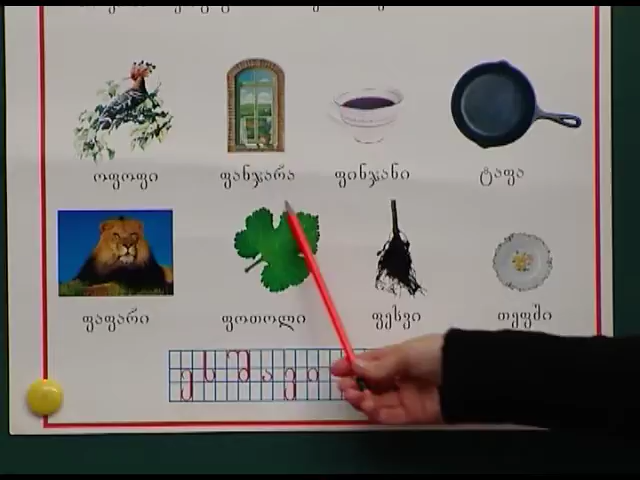 ოფოფი ფანჯარა ფინჯანი ტაფა
ფაფარი ფოთოლი ფესვი თეფში